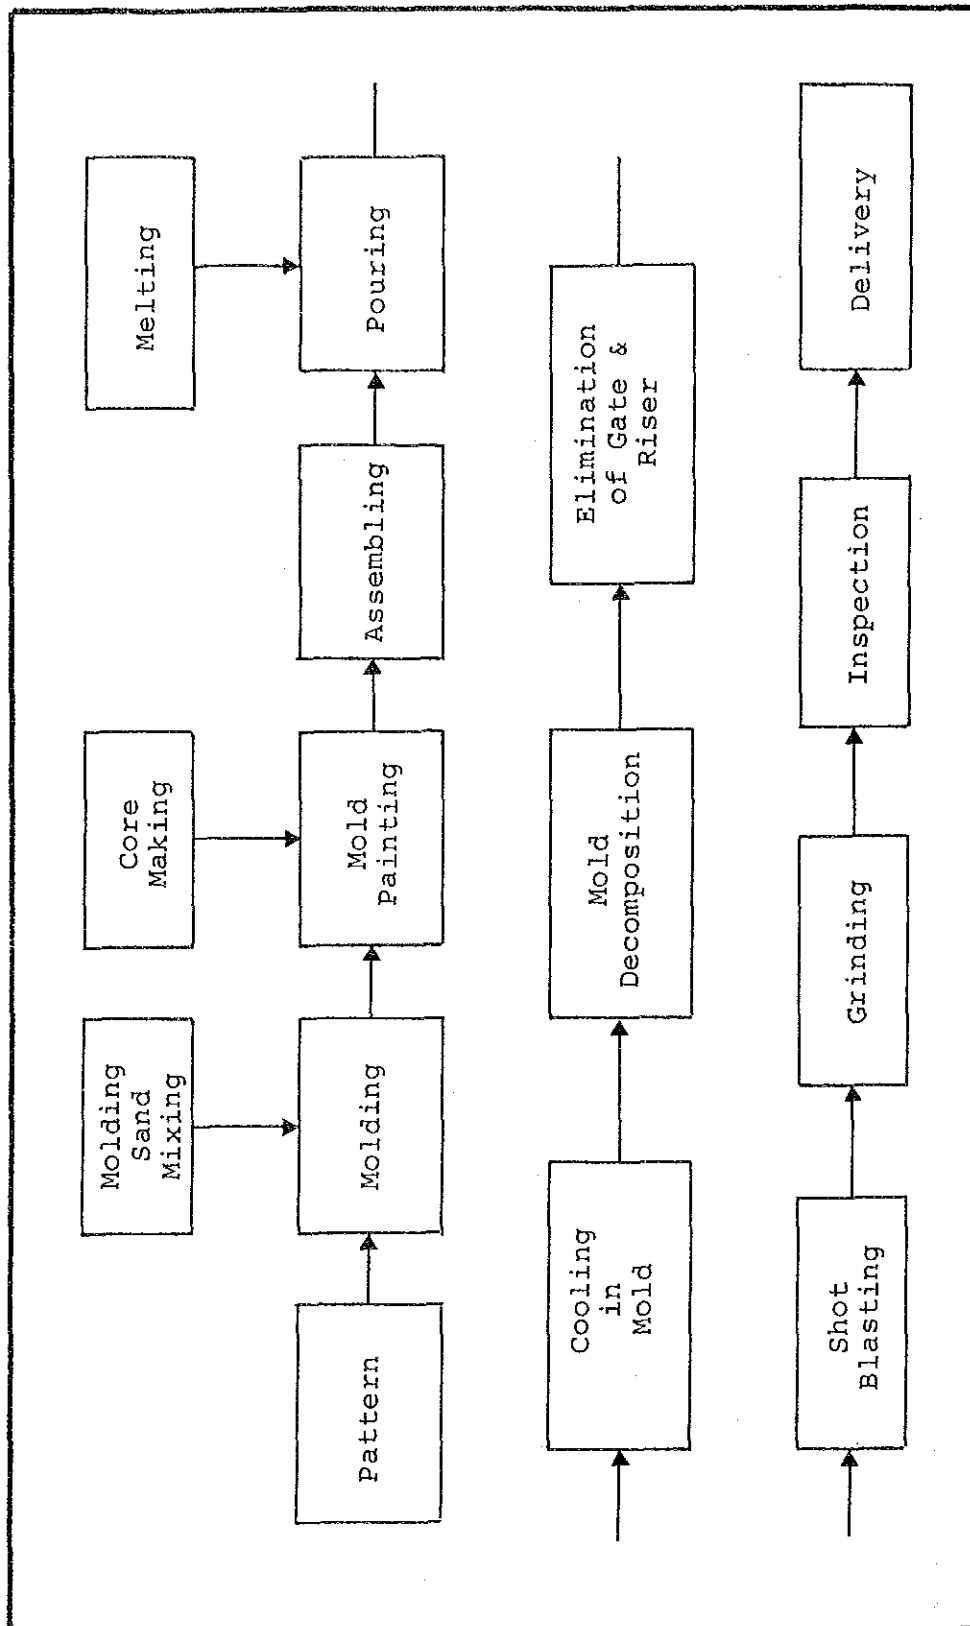 Molding
Sand
Mixing
Core
Making
Melting
Pattern
Molding
Mold
Painting
Assembling
Pouring
Cooling
in
Mold
Mold
Decomposition
Elimination
of Gate &
Riser
Shot
Blasting
Grinding
Inspection
Delivery